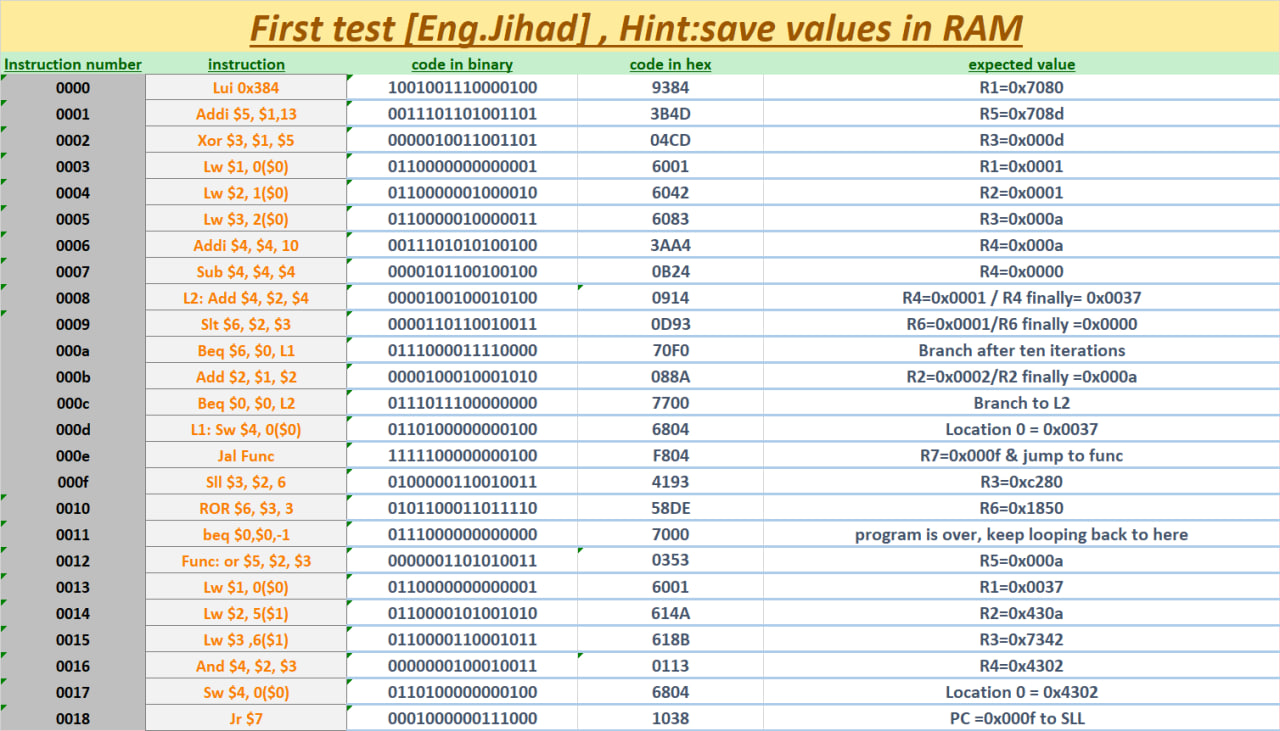 First test [Eng.Jihad] , Hint:save values in RAM
Instruction number instruction code in binary code in hex expected value
0000 Lui 0x384 1001001110000100 9384 R1=0x7080
0001 Addi $5, $1,13 0011101101001101 3B4D R5=0x708d
0002 Xor $3, $1, $5 0000010011001101 04CD R3=0x000d
0003 Lw $1, 0($0) 0110000000000001 6001 R1=0x0001
0004 Lw $2, 1($0) 0110000001000010 6042 R2=0x0001
0005 Lw $3, 2($0) 0110000010000011 6083 R3=0x000a
0006 Addi $4, $4, 10 0011101010100100 3AA4 R4=0x000a
0007 Sub $4, $4, $4 0000101100100100 0B24 R4=0x0000
0008 L2: Add $4, $2, $4 0000100100010100 0914 R4=0x0001 / R4 finally= 0x0037
0009 Slt $6, $2, $3 0000110110010011 0D93 R6=0x0001/R6 finally =0x0000
000a Beq $6, $0, L1 0111000011110000 70F0 Branch after ten iterations
000b Add $2, $1, $2 0000100010001010 088A R2=0x0002/R2 finally =0x000a
000c Beq $0, $0, L2 0111011100000000 7700 Branch to L2
000d L1: Sw $4, 0($0) 0110100000000100 6804 Location 0 = 0x0037
000e Jal Func 1111100000000100 F804 R7=0x000f & jump to func
000f Sll $3, $2, 6 0100000110010011 4193 R3=0xc280
0010 ROR $6, $3, 3 0101100011011110 58DE R6=0x1850
0011 beq $0,$0,-1 0111000000000000 7000 program is over, keep looping back to here
0012 Func: or $5, $2, $3 0000001101010011 0353 R5=0x000a
0013 Lw $1, 0($0) 0110000000000001 6001 R1=0x0037
0014 Lw $2, 5($1) 0110000101001010 614A R2=0x430a
0015 Lw $3 ,6($1) 0110000110001011 618B R3=0x7342
0016 And $4, $2, $3 0000000100010011 0113 R4=0x4302
0017 Sw $4, 0($0) 0110100000000100 6804 Location 0 = 0x4302
0018 Jr $7 0001000000111000 1038 PC =0x000f to SLL